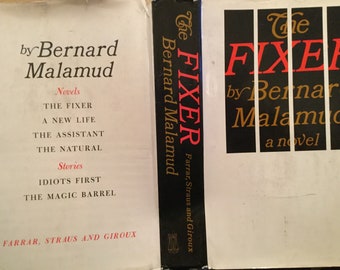 by Bernard
Malamud
Novels
THE FIXER
A NEW LIFE
THE ASSISTANT
THE NATURAL
Stories
IDIOTS FIRST
THE MAGIC BARREL
FARRAR, STRAUS AND GIROUX
The
FIXER
Bernard Malamud
Farrar, Straus and Giroux
The
FIXER
by Bernard
Malamud
a novel